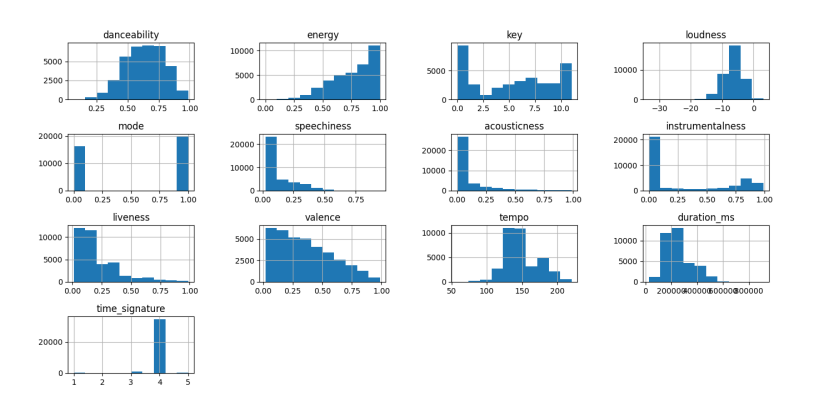 danceability energy key loudness
5000 10000 5000 10000
2500 5000
0 0 0 0
0.25 0.50 0.75 1.00 0.00 0.25 0.50 0.75 1.00 0.0 2.5 5.0 7.5 10.0 −30 −20 −10 0
mode speechiness acousticness instrumentalness
20000 20000 20000 20000
10000 10000 10000 10000
0 0 0 0
0.00 0.25 0.50 0.75 1.00 0.00 0.25 0.50 0.75 0.00 0.25 0.50 0.75 1.00 0.00 0.25 0.50 0.75 1.00
liveness valence tempo duration_ms
10000 5000 10000 10000
5000 2500 5000 5000
0 0 0 0
0.00 0.25 0.50 0.75 1.00 0.00 0.25 0.50 0.75 1.00 50 100 150 200 0 200000 400000 600000 800000
time_signature
20000
0
1 2 3 4 5